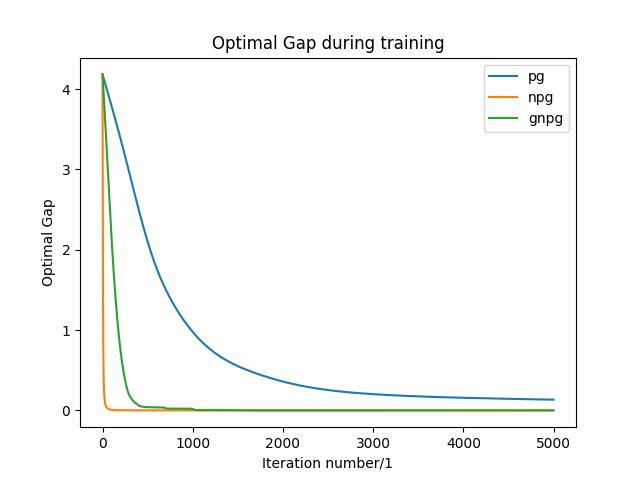 Optimal Gap during training
pg
npg
gnpg
Optimal Gap
4
3
2
1
0
0 1000 2000 3000 4000 5000
Iteration number/1